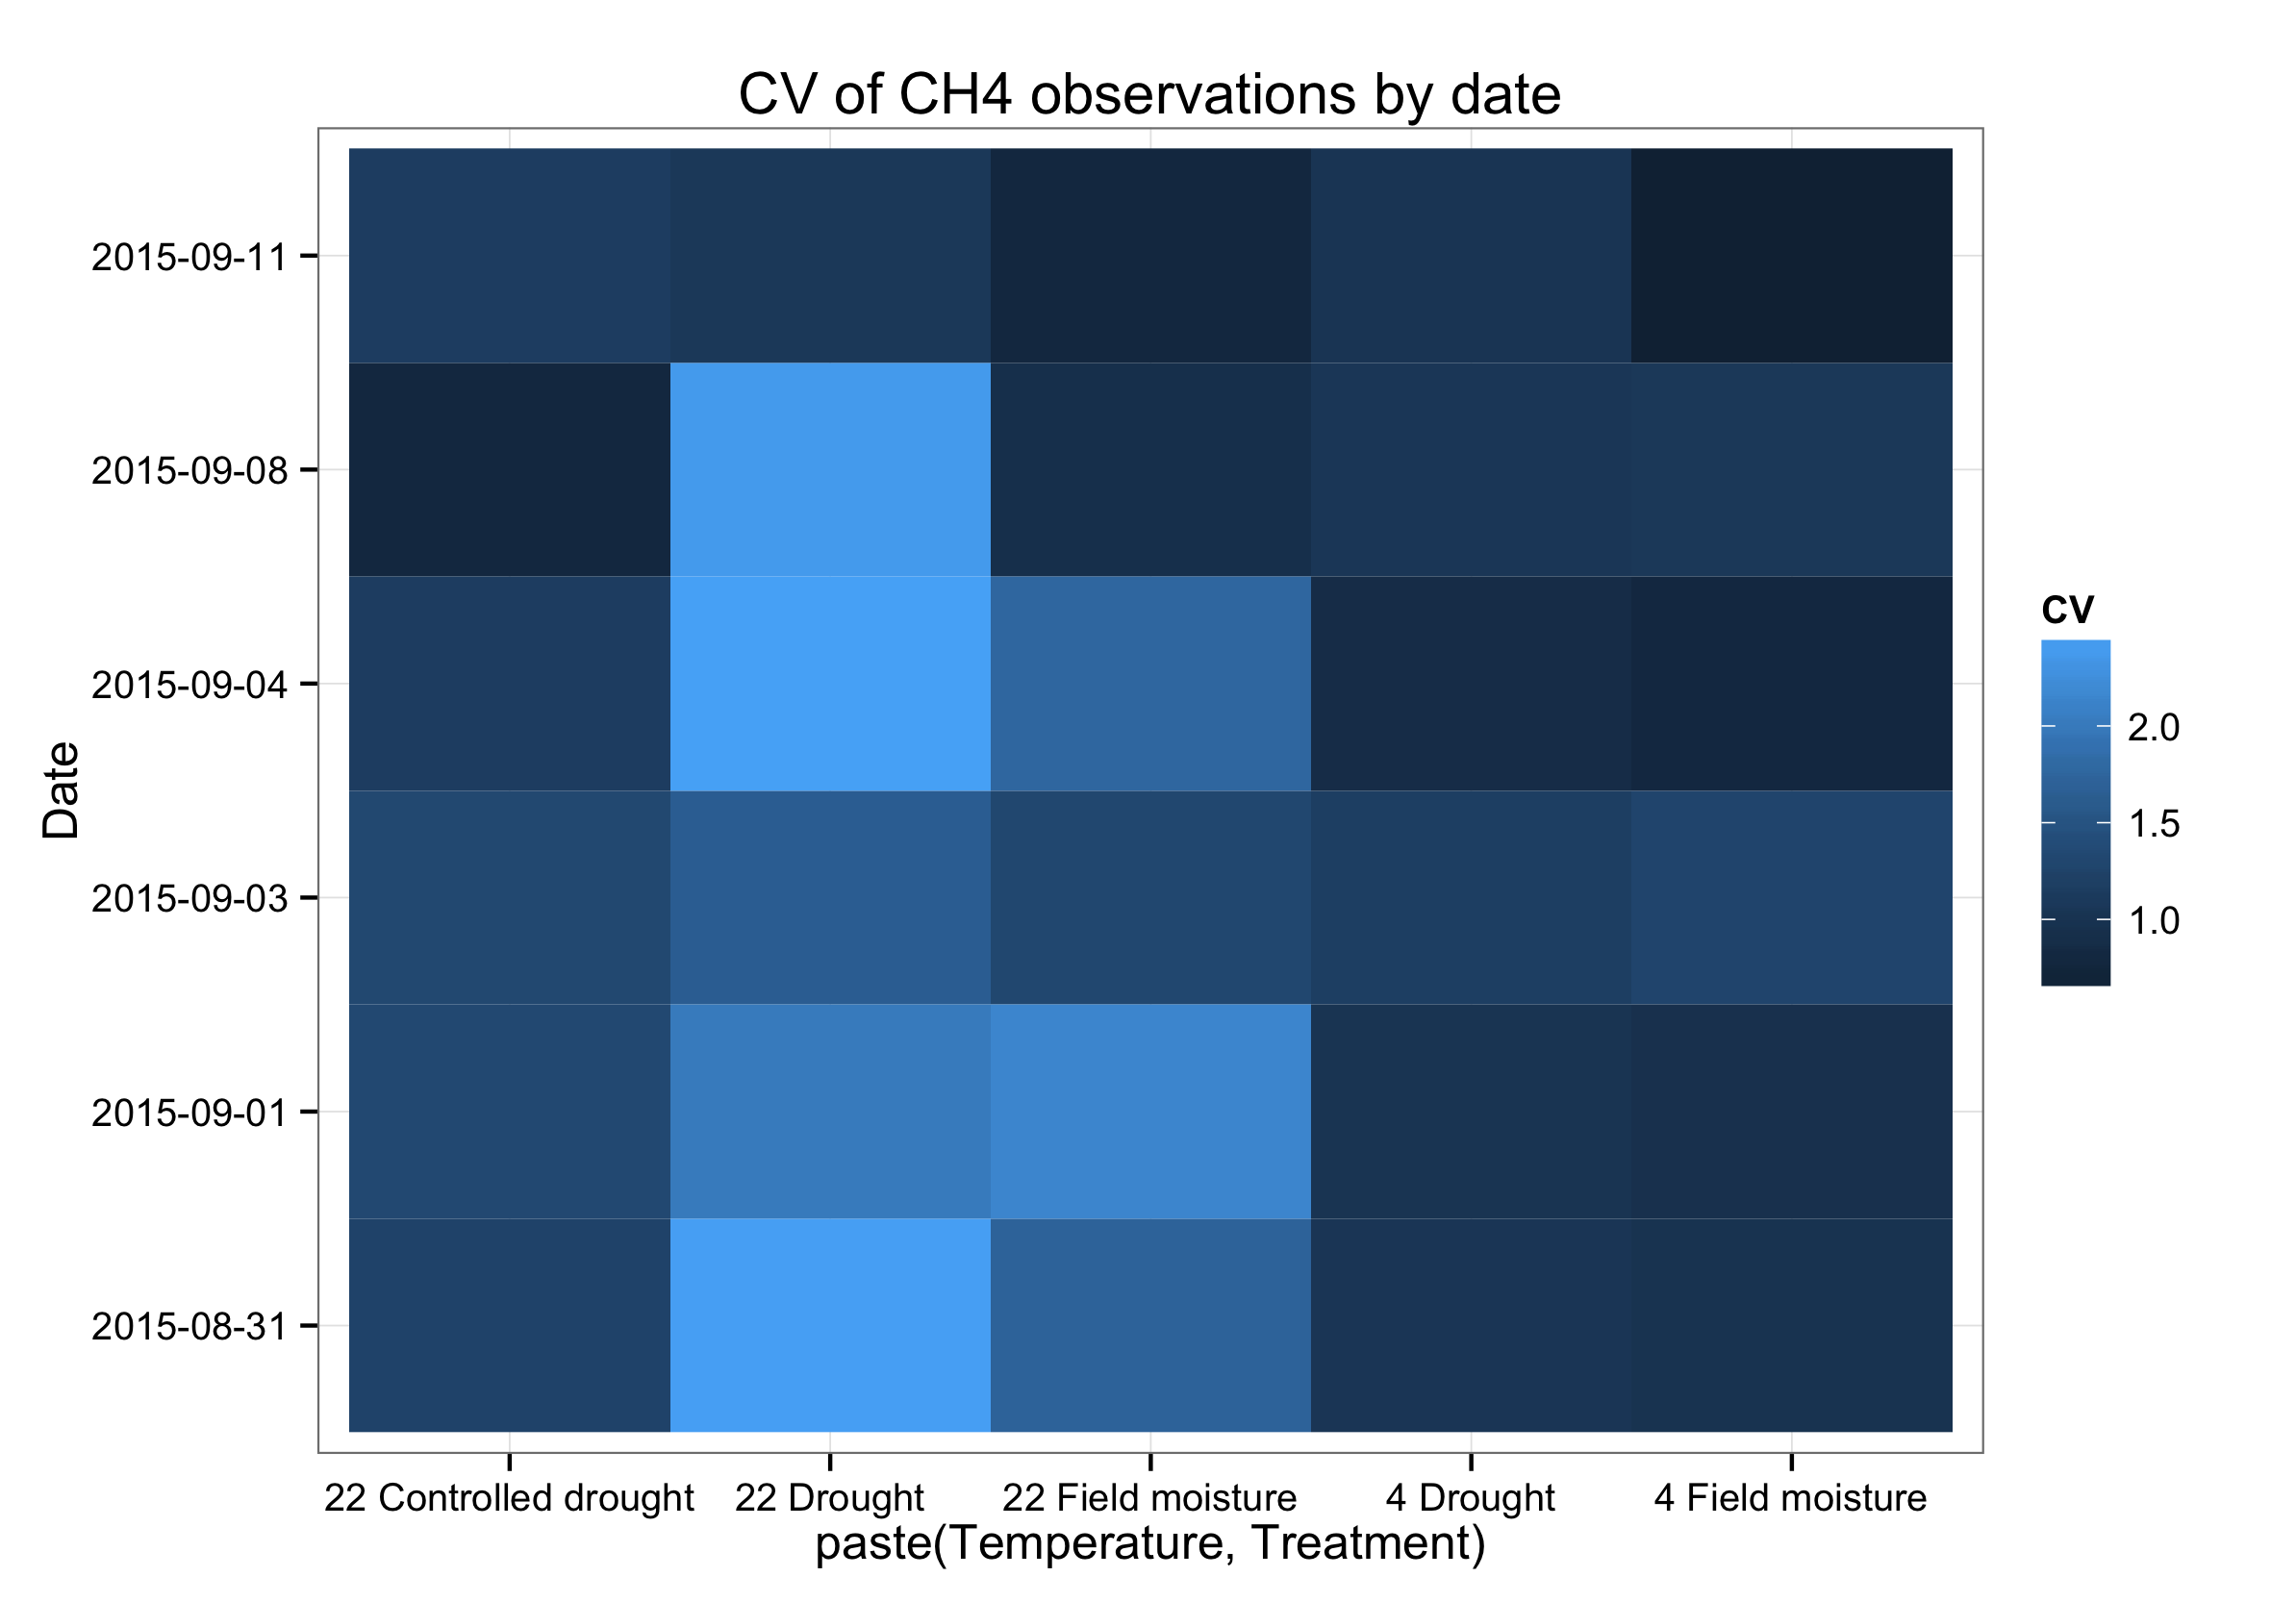 CV of CH4 observations by date
Date
2015-09-11
2015-09-08
2015-09-04
2015-09-03
2015-09-01
2015-08-31
22 Controlled drought
22 Drought
22 Field moisture
4 Drought
4 Field moisture
paste(Temperature, Treatment)
cv
2.0
1.5
1.0